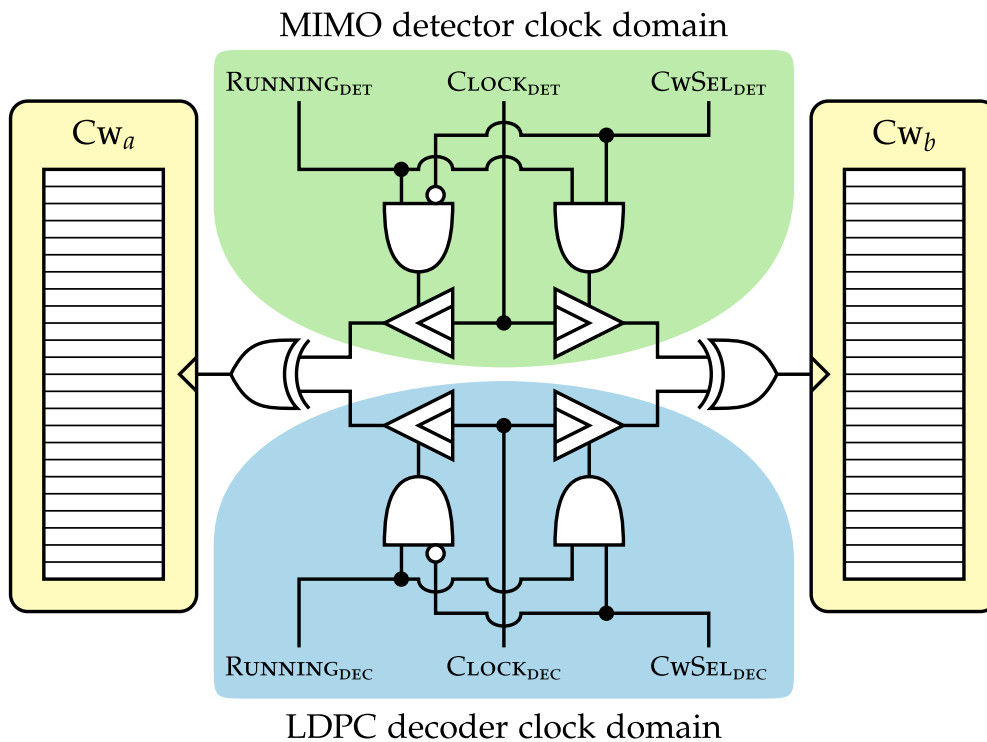 MIMO detector clock domain
RUNNING_DET CLOCK_DET CWSEL_DET
CW_a CW_b
RUNNING_DEC CLOCK_DEC CWSEL_DEC
LDPC decoder clock domain